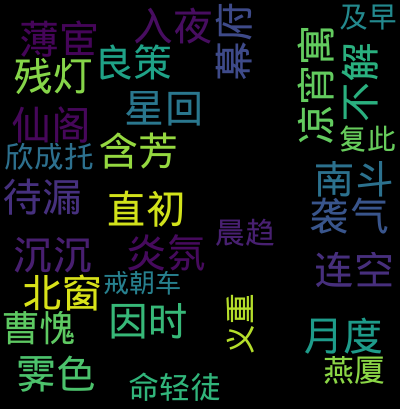 薄宦
入夜
幕府
及早
残灯
良策
凉宵寓
不解
星回
仙阁
含芳
复此
欣成托
待漏
直初
南斗
袭气
晨趋
沉沉
炎氛
连空
北窗
戒朝车
曹愧
因时
义重
月度
霁色
命轻徒
燕厦